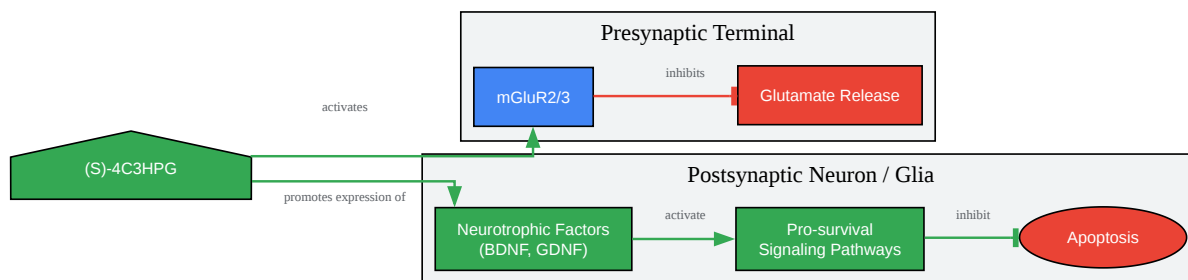 Presynaptic Terminal
mGluR2/3
inhibits
Glutamate Release
activates
(S)-4C3HPG
promotes expression of
Postsynaptic Neuron / Glia
Neurotrophic Factors
(BDNF, GDNF)
activate
Pro-survival
Signaling Pathways
inhibit
Apoptosis